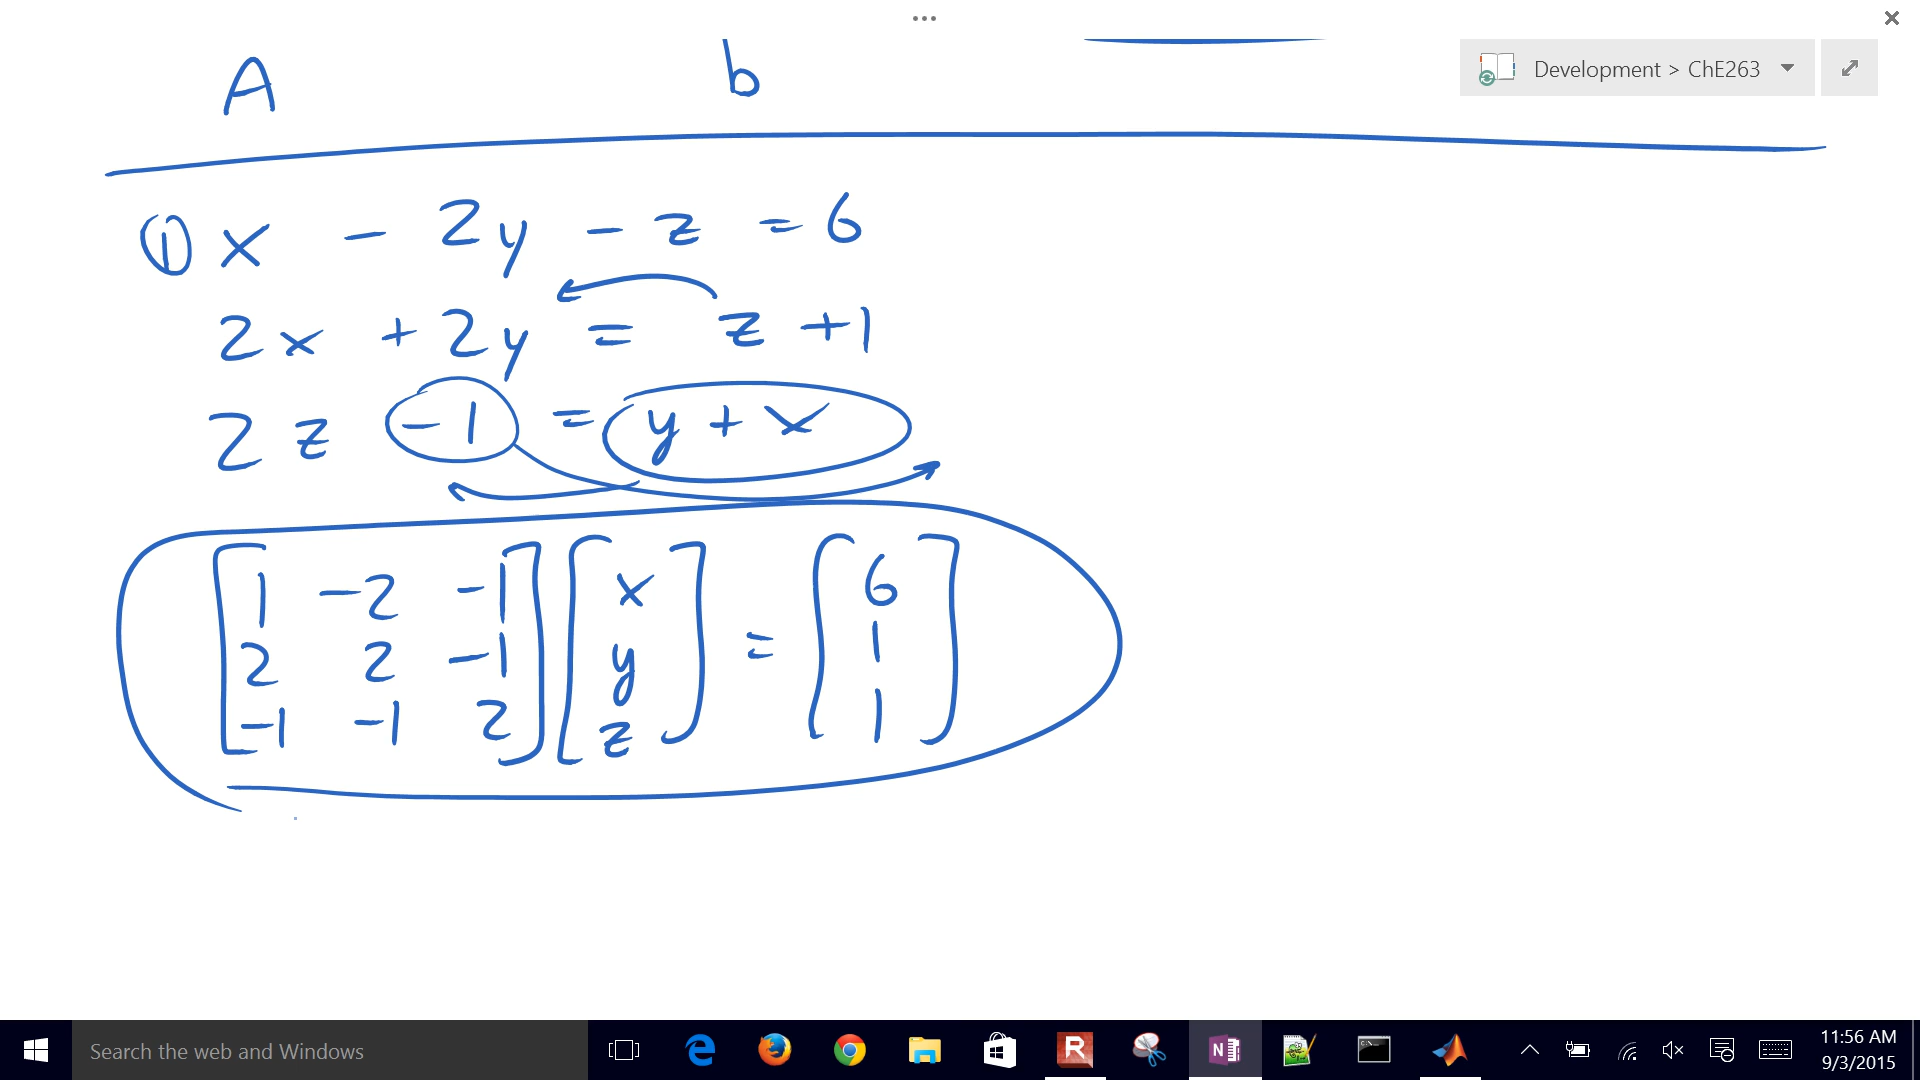 Development > ChE263
A b
① x - 2y - z = 6
2x + 2y = z + 1
2z -1 = y + x
[1 -2 -1] [x] = [6]
[2 2 -1] [y] [1]
[-1 -1 2] [z] [1]
Search the web and Windows
11:56 AM
9/3/2015